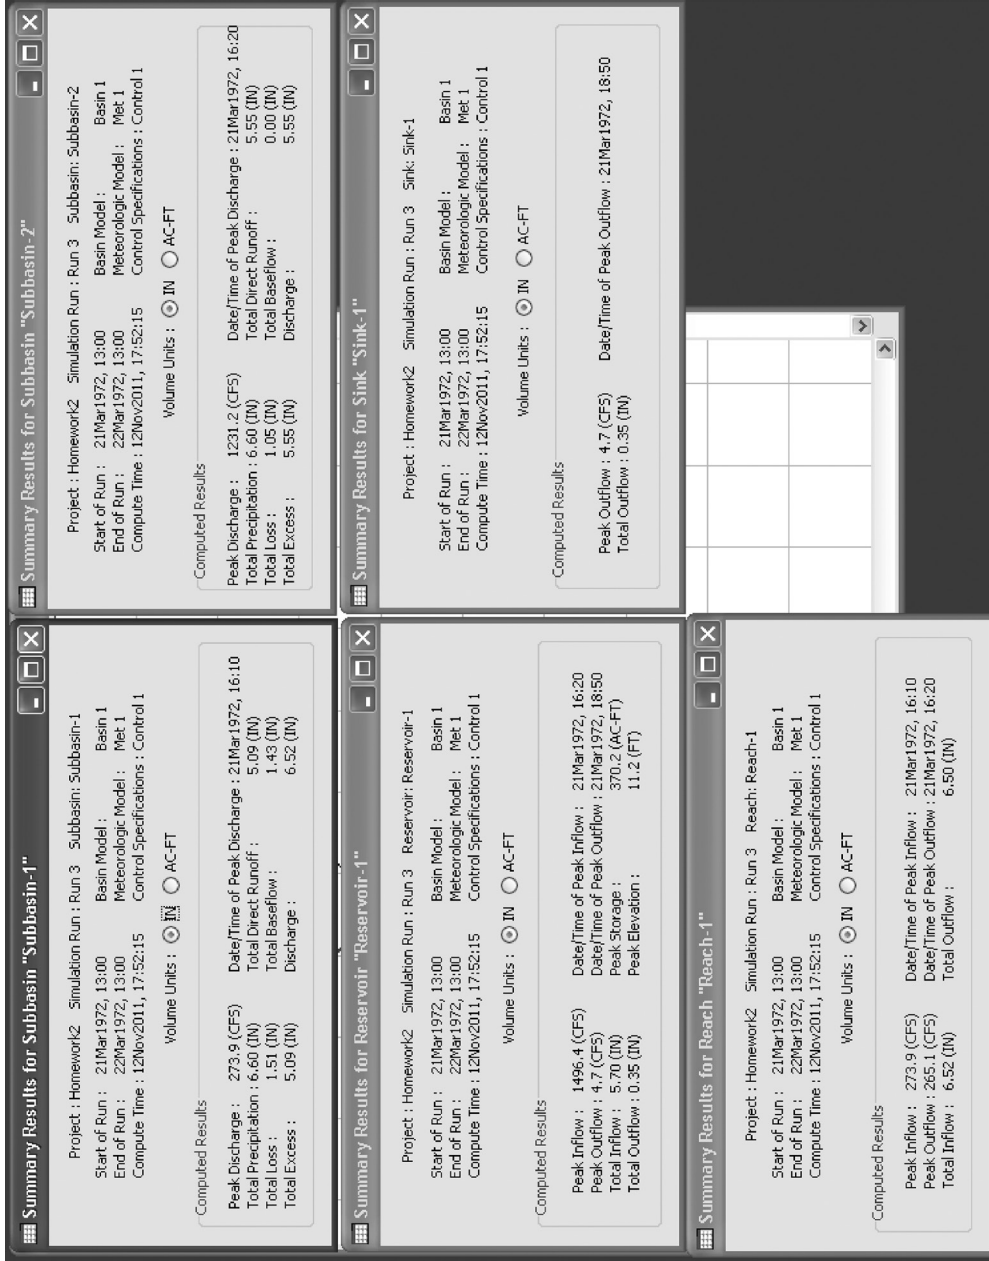 Summary Results for Subbasin "Subbasin-1"
Project : Homework2 Simulation Run : Run 3 Subbasin: Subbasin-1
Start of Run : 21Mar1972, 13:00 Basin Model : Basin 1
End of Run : 22Mar1972, 13:00 Meteorologic Model : Met 1
Compute Time : 12Nov2011, 17:52:15 Control Specifications : Control 1
Volume Units : IN AC-FT
Computed Results
Peak Discharge : 273.9 (CFS) Date/Time of Peak Discharge : 21Mar1972, 16:10
Total Precipitation : 6.60 (IN) Total Direct Runoff : 5.09 (IN)
Total Loss : 1.51 (IN) Total Baseflow : 1.43 (IN)
Total Excess : 5.09 (IN) Discharge : 6.52 (IN)
Summary Results for Subbasin "Subbasin-2"
Project : Homework2 Simulation Run : Run 3 Subbasin: Subbasin-2
Start of Run : 21Mar1972, 13:00 Basin Model : Basin 1
End of Run : 22Mar1972, 13:00 Meteorologic Model : Met 1
Compute Time : 12Nov2011, 17:52:15 Control Specifications : Control 1
Volume Units : IN AC-FT
Computed Results
Peak Discharge : 1231.2 (CFS) Date/Time of Peak Discharge : 21Mar1972, 16:20
Total Precipitation : 6.60 (IN) Total Direct Runoff : 5.55 (IN)
Total Loss : 1.05 (IN) Total Baseflow : 0.00 (IN)
Total Excess : 5.55 (IN) Discharge : 5.55 (IN)
Summary Results for Reservoir "Reservoir-1"
Project : Homework2 Simulation Run : Run 3 Reservoir: Reservoir-1
Start of Run : 21Mar1972, 13:00 Basin Model : Basin 1
End of Run : 22Mar1972, 13:00 Meteorologic Model : Met 1
Compute Time : 12Nov2011, 17:52:15 Control Specifications : Control 1
Volume Units : IN AC-FT
Computed Results
Peak Inflow : 1496.4 (CFS) Date/Time of Peak Inflow : 21Mar1972, 16:20
Peak Outflow : 4.7 (CFS) Date/Time of Peak Outflow : 21Mar1972, 18:50
Total Inflow : 5.70 (IN) Peak Storage : 370.2 (AC-FT)
Total Outflow : 0.35 (IN) Peak Elevation : 11.2 (FT)
Summary Results for Sink "Sink-1"
Project : Homework2 Simulation Run : Run 3 Sink: Sink-1
Start of Run : 21Mar1972, 13:00 Basin Model : Basin 1
End of Run : 22Mar1972, 13:00 Meteorologic Model : Met 1
Compute Time : 12Nov2011, 17:52:15 Control Specifications : Control 1
Volume Units : IN AC-FT
Computed Results
Peak Outflow : 4.7 (CFS) Date/Time of Peak Outflow : 21Mar1972, 18:50
Total Outflow : 0.35 (IN)
Summary Results for Reach "Reach-1"
Project : Homework2 Simulation Run : Run 3 Reach: Reach-1
Start of Run : 21Mar1972, 13:00 Basin Model : Basin 1
End of Run : 22Mar1972, 13:00 Meteorologic Model : Met 1
Compute Time : 12Nov2011, 17:52:15 Control Specifications : Control 1
Volume Units : IN AC-FT
Computed Results
Peak Inflow : 273.9 (CFS) Date/Time of Peak Inflow : 21Mar1972, 16:10
Peak Outflow : 265.1 (CFS) Date/Time of Peak Outflow : 21Mar1972, 16:20
Total Inflow : 6.52 (IN) Total Outflow : 6.50 (IN)